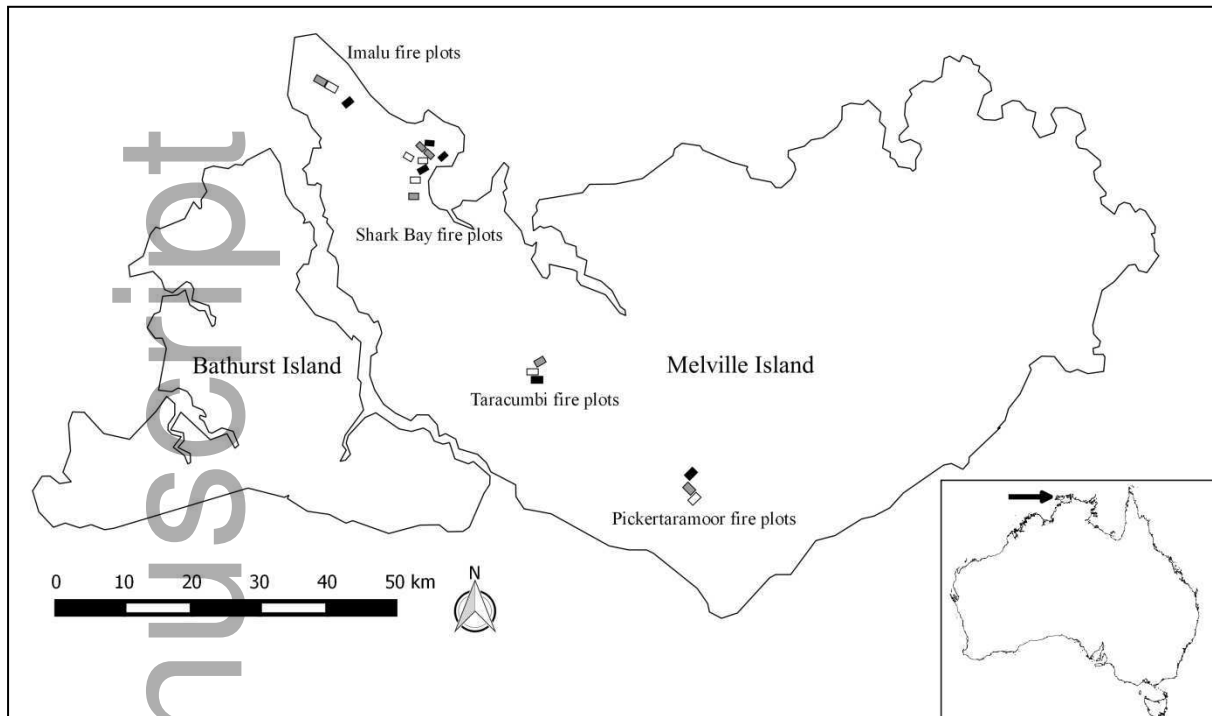 Imalu fire plots
Shark Bay fire plots
Bathurst Island
Melville Island
Taracumbi fire plots
Pickertaramoor fire plots
0 10 20 30 40 50 km
N
nuscript